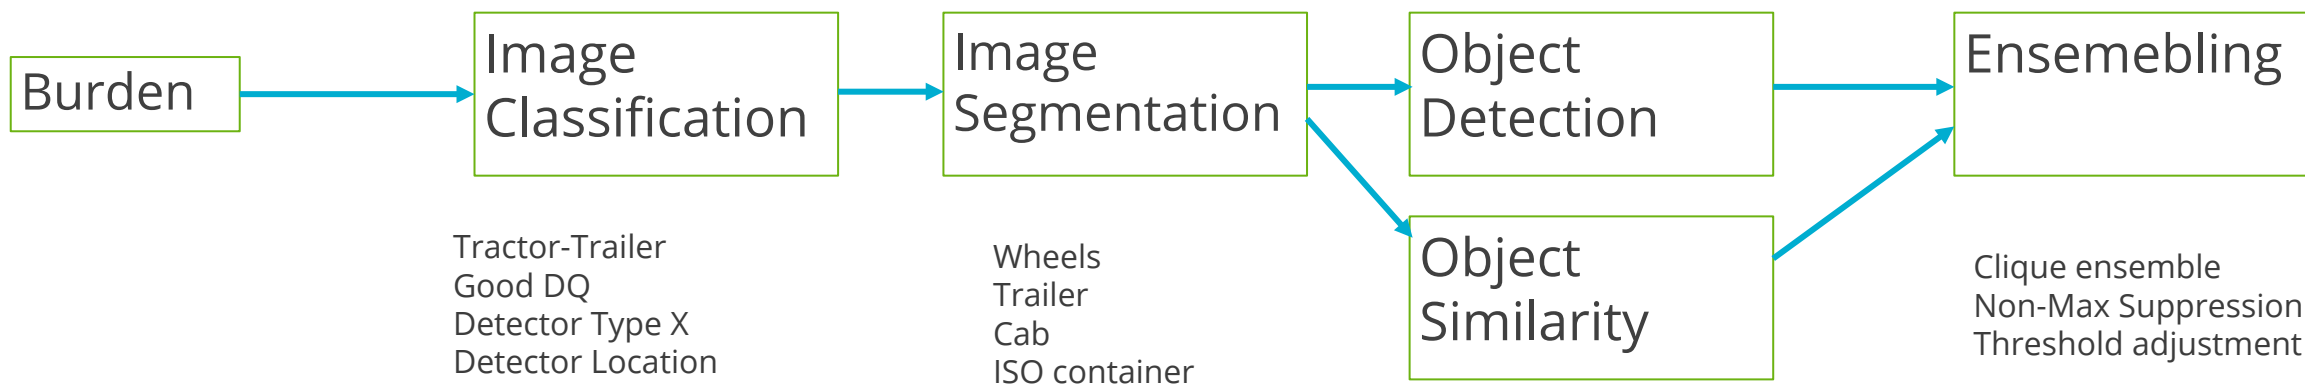 Burden
Image
Classification
Image
Segmentation
Object
Detection
Ensemebling
Object
Similarity
Tractor-Trailer
Good DQ
Detector Type X
Detector Location
Wheels
Trailer
Cab
ISO container
Clique ensemble
Non-Max Suppression
Threshold adjustment